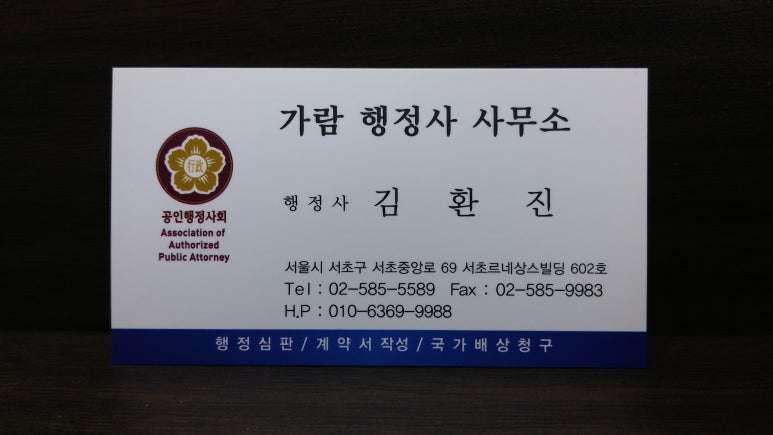 가람 행정사 사무소
行政
공인행정사회
Association of
Authorized
Public Attorney
행정사 김 환 진
서울시 서초구 서초중앙로 69 서초르네상스빌딩 602호
Tel : 02-585-5589 Fax : 02-585-9983
H.P : 010-6369-9988
행정심판 / 계약서작성 / 국가배상청구